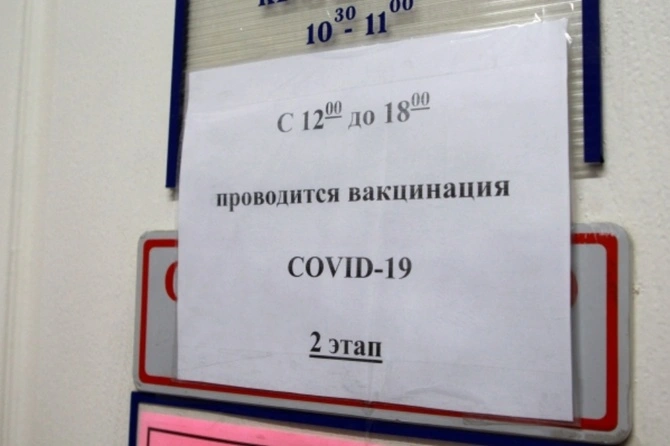 10³⁰ - 11⁰⁰
С 12⁰⁰ до 18⁰⁰
проводится вакцинация
COVID-19
2 этап